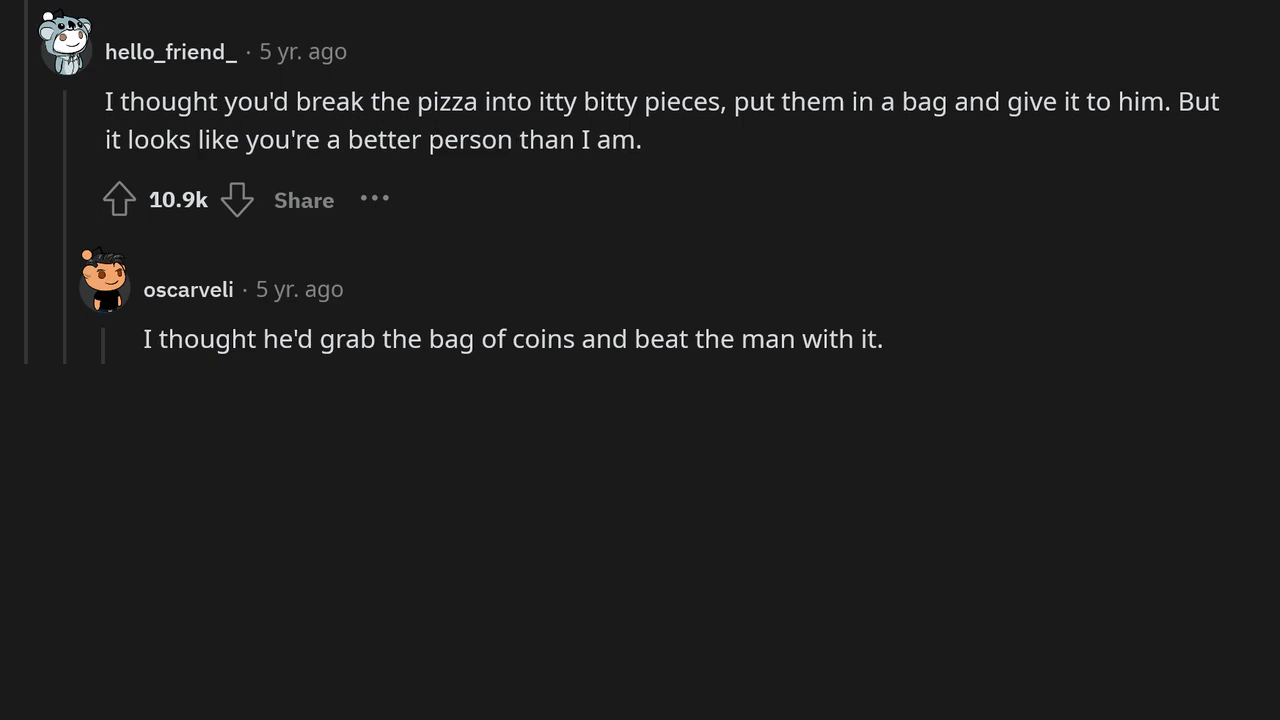 hello_friend_ · 5 yr. ago
I thought you'd break the pizza into itty bitty pieces, put them in a bag and give it to him. But
it looks like you're a better person than I am.
10.9k Share ···
oscarveli · 5 yr. ago
I thought he'd grab the bag of coins and beat the man with it.